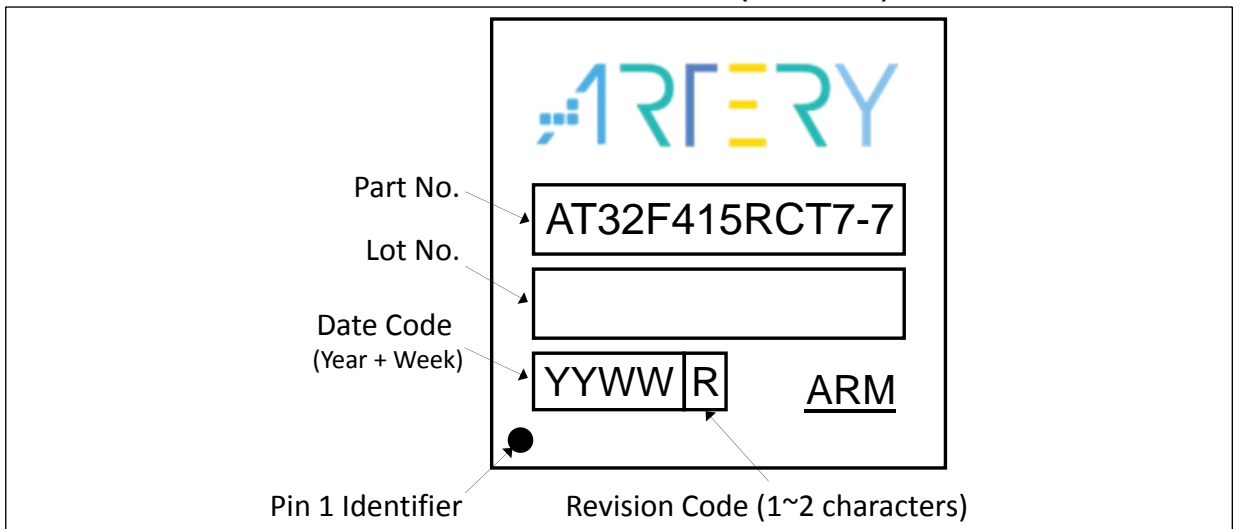 ARTERY
Part No.
AT32F415RCT7-7
Lot No.
Date Code
(Year + Week)
YYWW R
ARM
Pin 1 Identifier
Revision Code (1~2 characters)